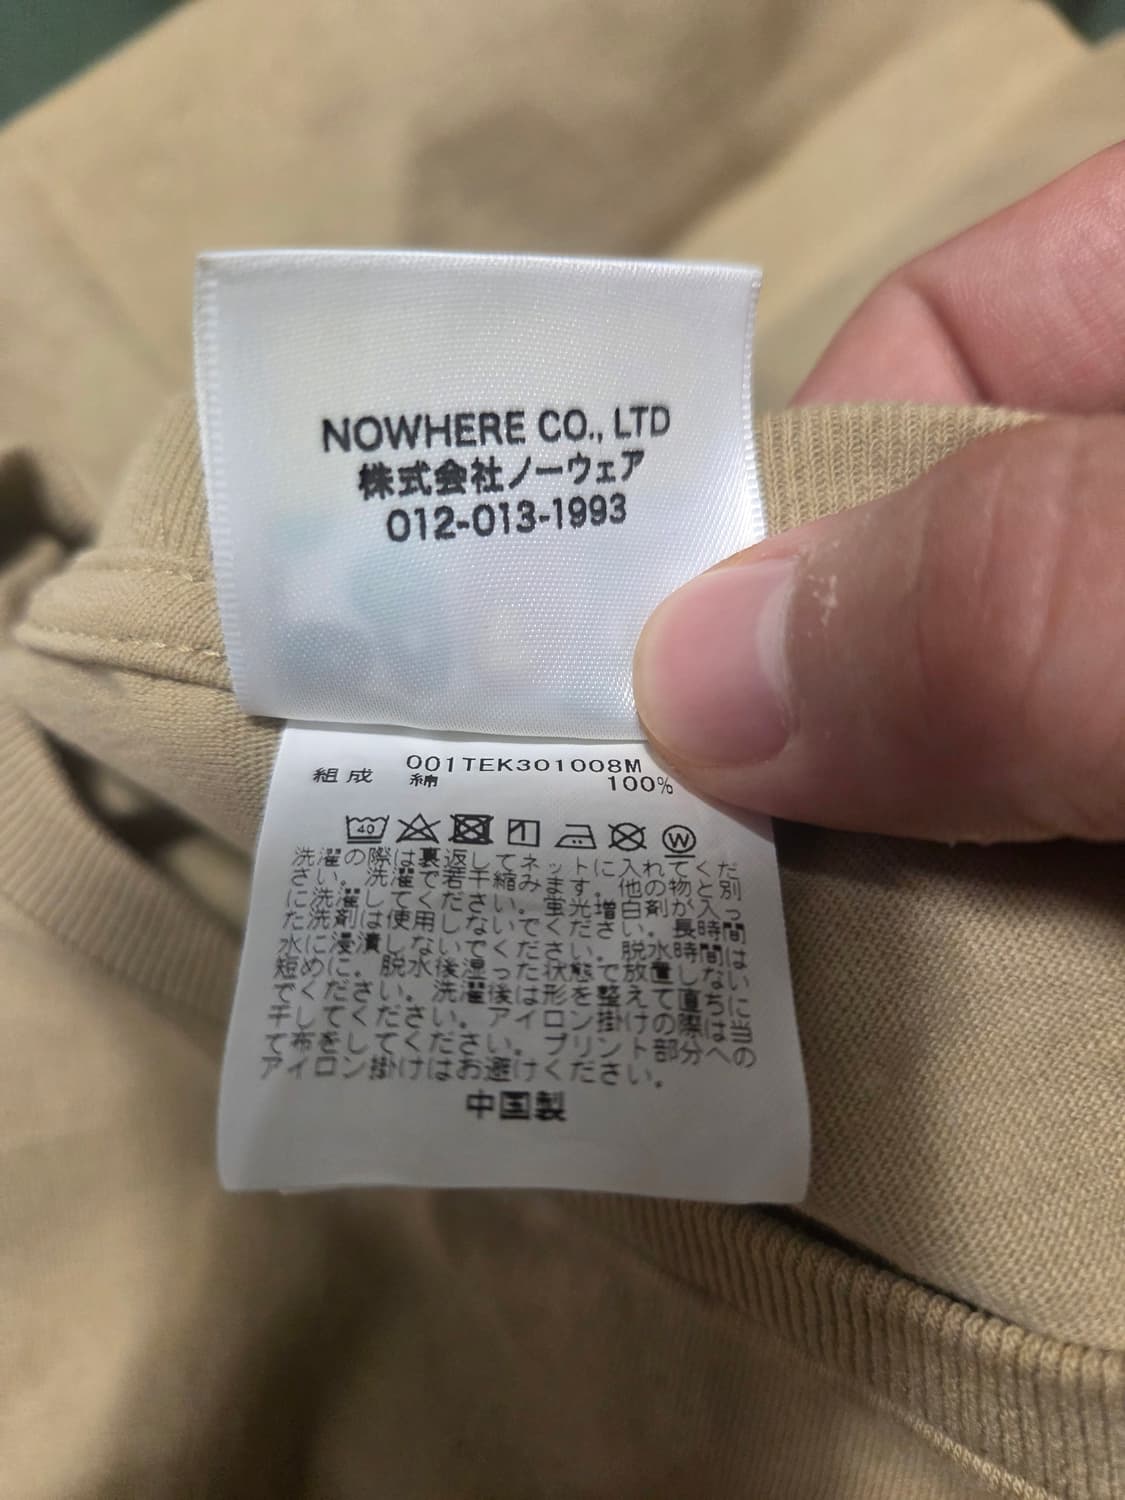 NOWHERE CO., LTD
株式会社ノーウェア
012-013-1993
001TEK301008M
組成 綿 100%
40
W
洗濯の際は裏返してネットに入れてくだ
さい。洗濯で若干縮みます。他の物と別
に洗濯してください。蛍光増白剤が入っ
た洗剤は使用しないでください。長時間
水に浸漬しないでください。脱水時間は
短めに。脱水後湿った状態で放置しない
でください。洗濯後は形を整えて直ちに
干してください。アイロン掛けの際は当
て布をしてください。プリント部分への
アイロン掛けはお避けください。
中国製